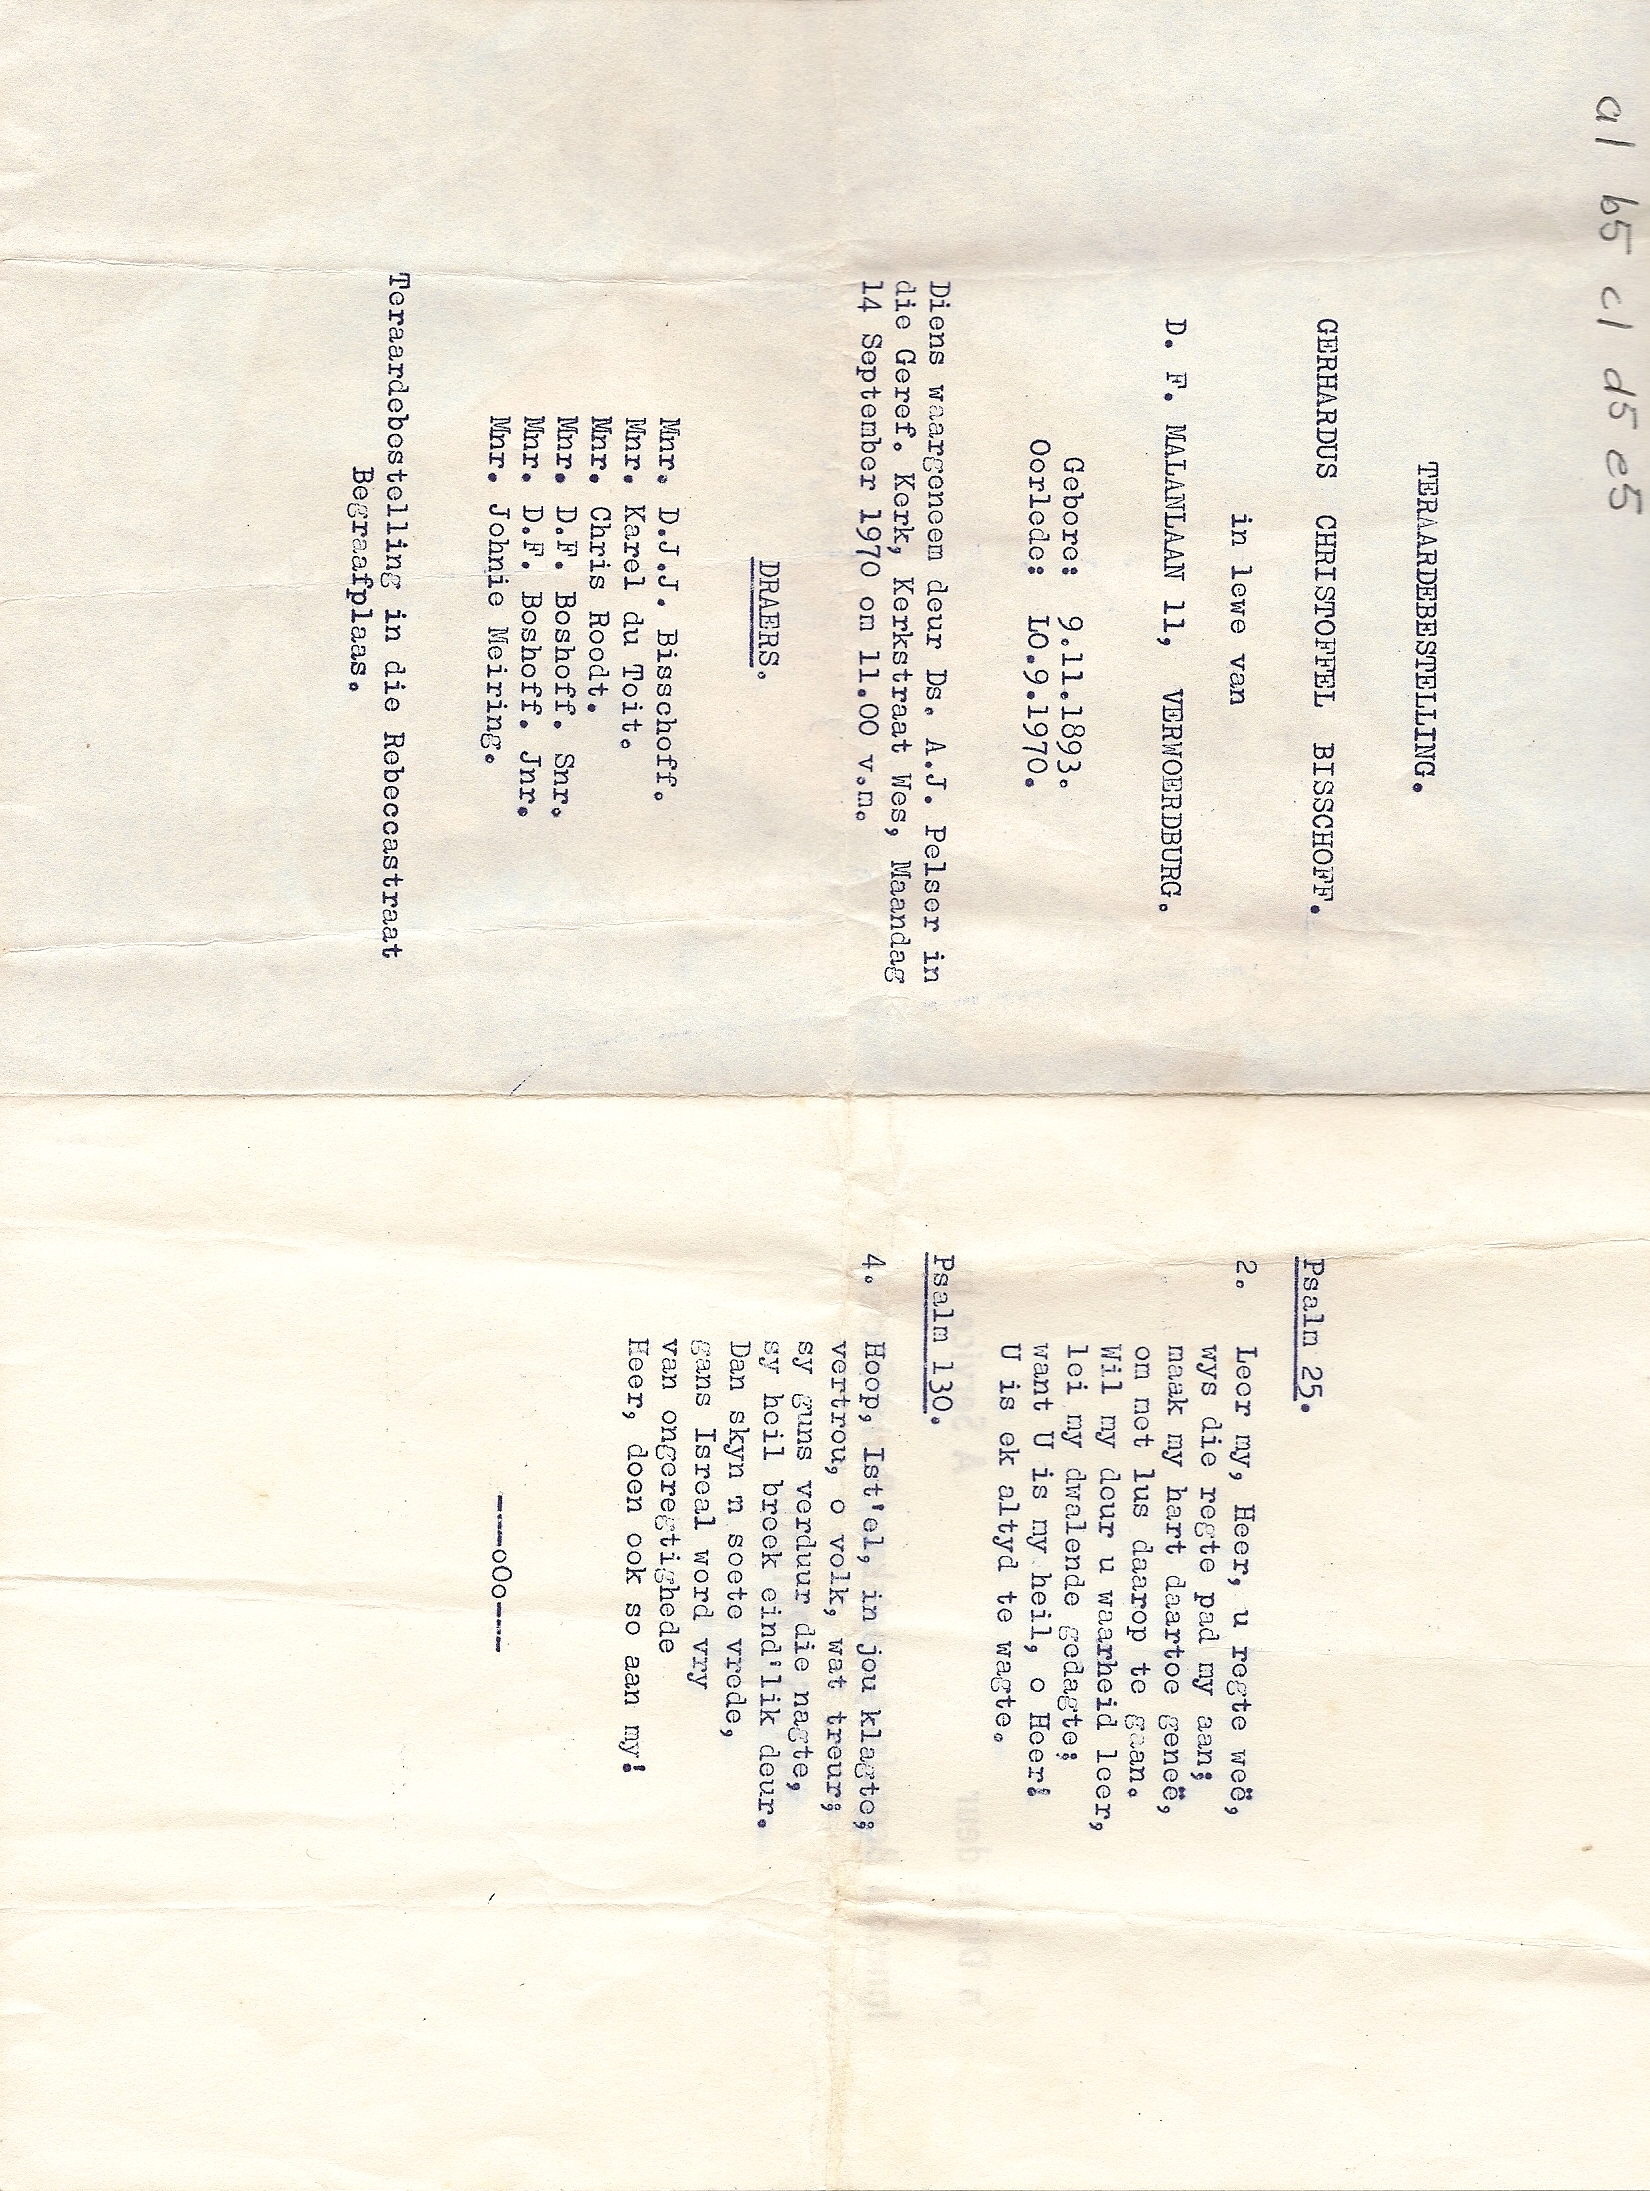 a1 b5 c1 d5 e5
TERAARDEBESTELLING.
GERHARDUS CHRISTOFFEL BISSCHOFF.
in lewe van
D. F. MALANLAAN 11, VERWOERDBURG.
Gebore: 9.11.1893.
Oorlede: LO.9.1970.
Diens waargeneem deur Ds. A.J. Pelser in
die Geref. Kerk, Kerkstraat Wes, Maandag
14 September 1970 om 11.00 v.m.
DRAERS.
Mnr. D.J.J. Bisschoff.
Mnr. Karel du Toit.
Mnr. Chris Roodt.
Mnr. D.F. Boshoff. Snr.
Mnr. D.F. Boshoff. Jnr.
Mnr. Johnie Meiring.
Teraardebestelling in die Rebeccastraat
Begraafplaas.
Psalm 25.
2. Leer my, Heer, u regte weë,
wys die regte pad my aan;
maak my hart daartoe geneë,
om met lus daarop te gaan.
Wil my deur u waarheid leer,
lei my dwalende gedagte;
want U is my heil, o Heer!
U is ek altyd te wagte.
Psalm 130.
4. Hoop, Ist'el, in jou klagte;
vertrou, o volk, wat treur;
sy guns verduur die nagte,
sy heil breek eind'lik deur.
Dan skyn 'n soete vrede,
gans Isreal word vry
van ongeregtighede
Heer, doen ook so aan my!
---oOo---